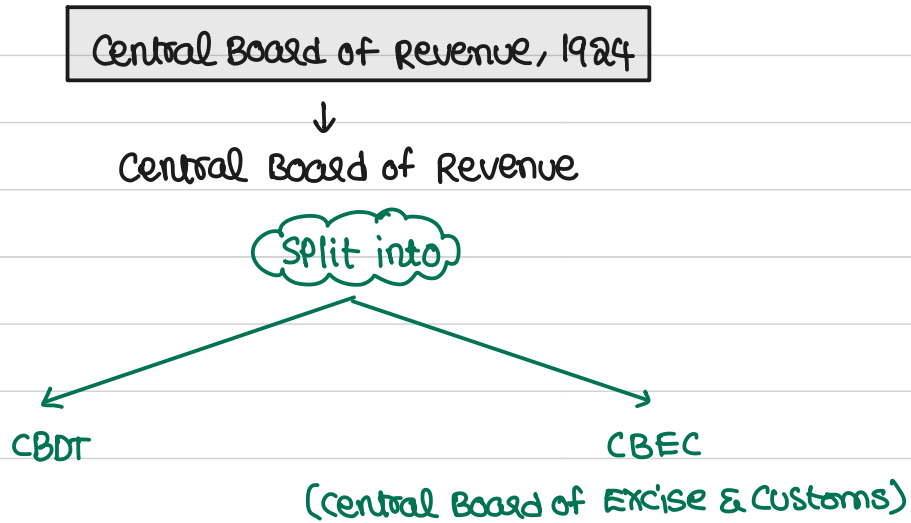 Central Board of Revenue, 1924
Central Board of Revenue
Split into
CBDT
CBEC
(Central Board of Excise & Customs)